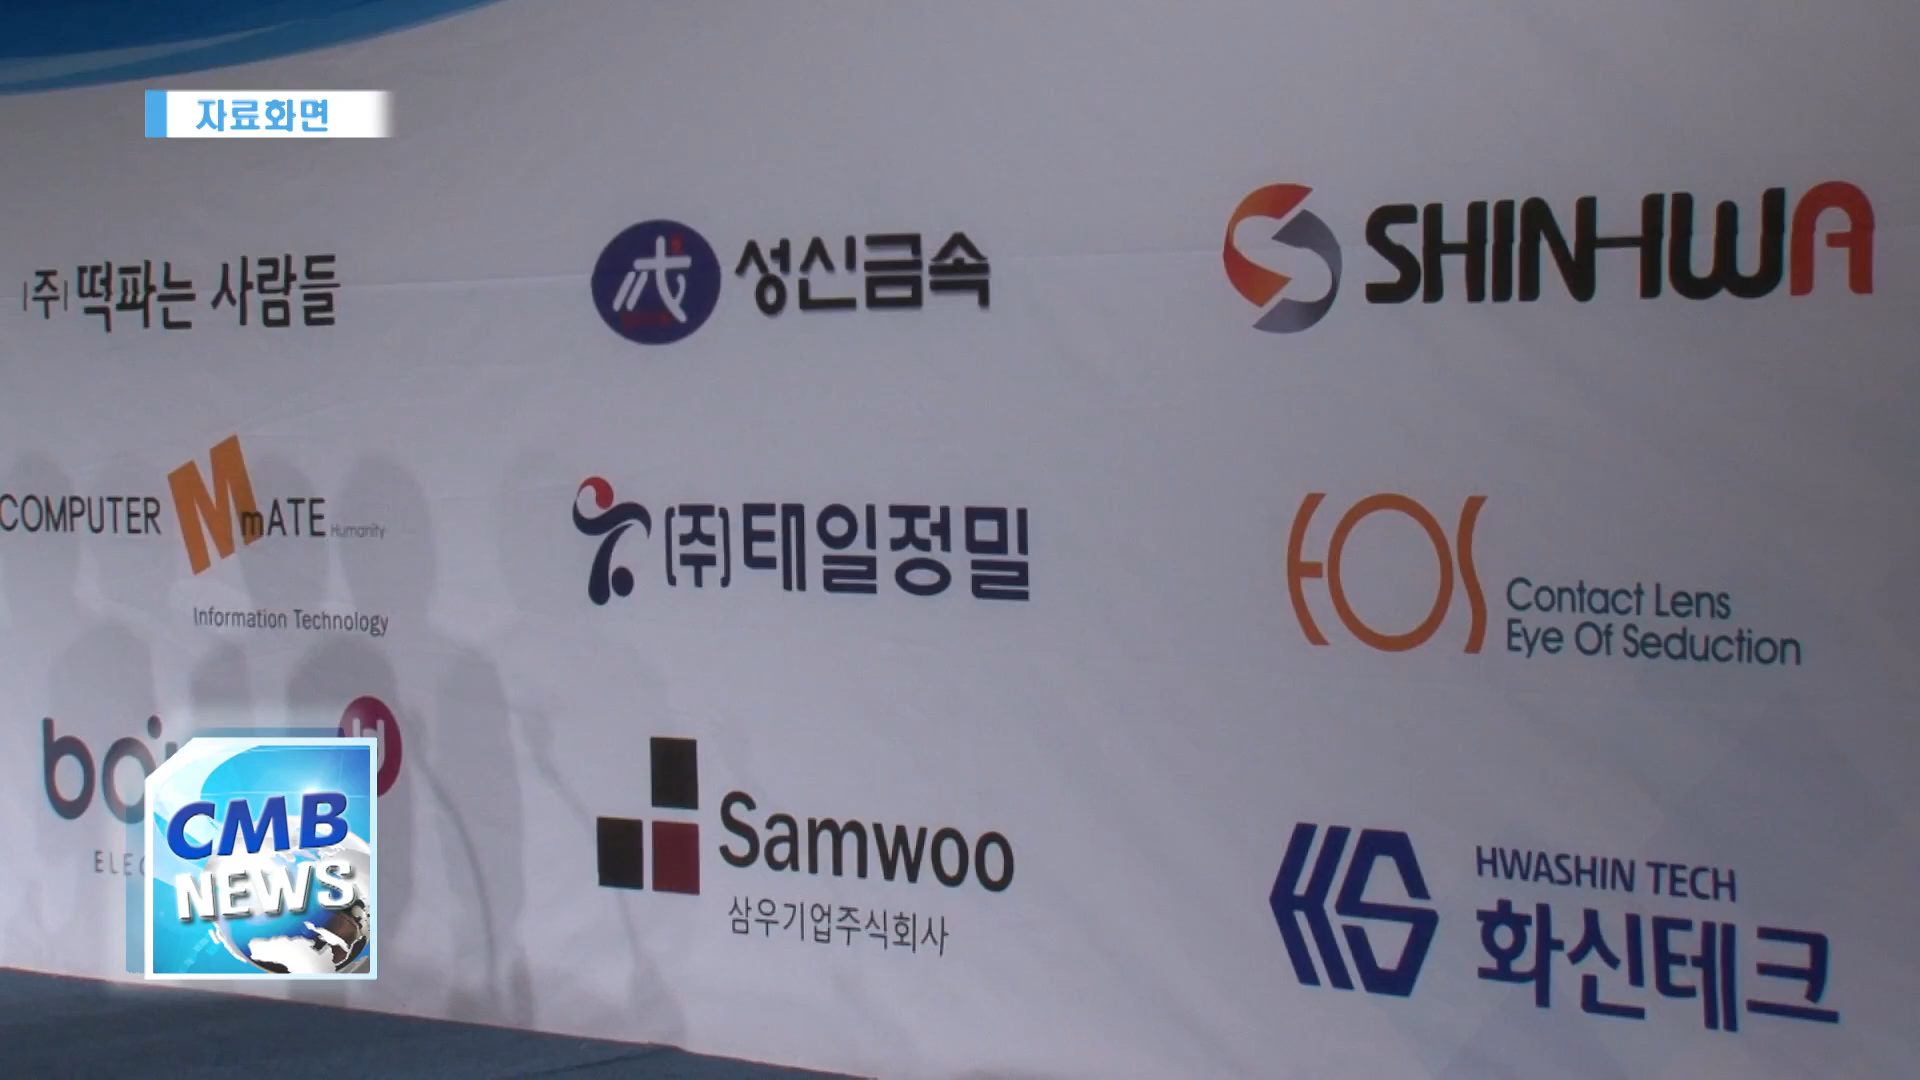 자료화면
(주) 떡파는 사람들
성신금속
SHINHWA
COMPUTER MmATE Humanity
Information Technology
(주)태일정밀
EOS
Contact Lens
Eye Of Seduction
Samwoo
삼우기업주식회사
HWASHIN TECH
화신테크
CMB
NEWS